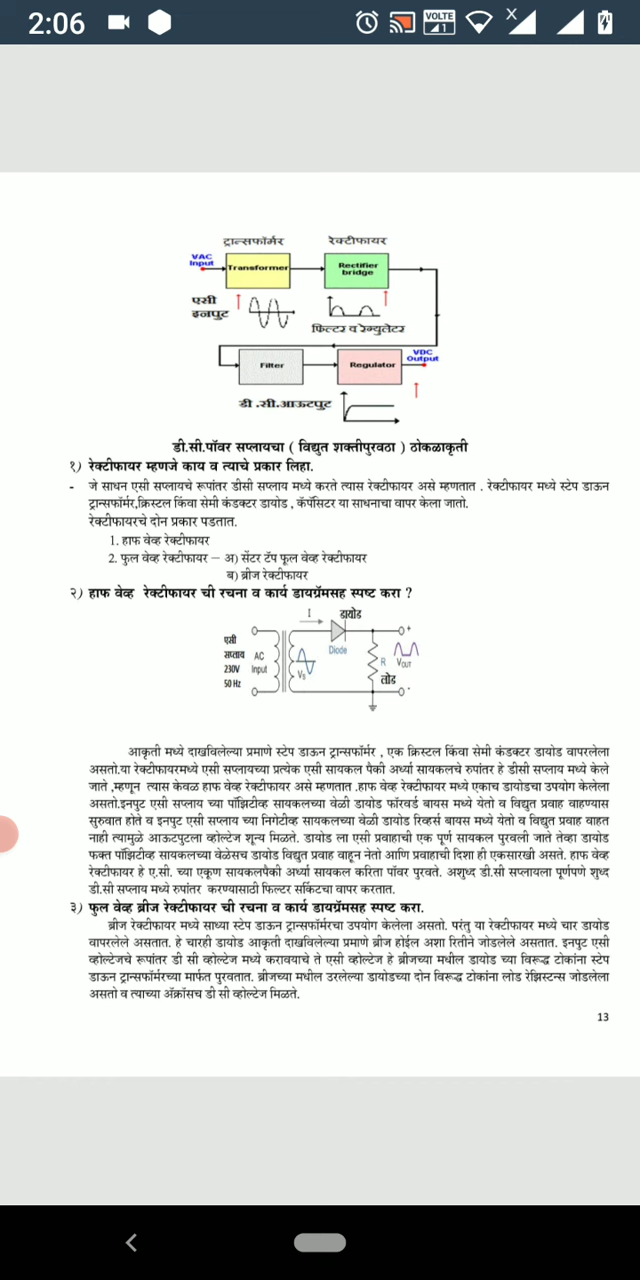 2:06
VOLTE
1
X
ट्रान्सफॉर्मर रेक्टीफायर
VAC
Input
Transformer
Rectifier
bridge
एसी
इनपुट
फिल्टर व रेग्युलेटर
VDC
Output
Filter
Regulator
डी .सी.आऊटपुट
डी.सी.पॉवर सप्लायचा ( विद्युत शक्तीपुरवठा ) ठोकळाकृती
१) रेक्टीफायर म्हणजे काय व त्याचे प्रकार लिहा.
- जे साधन एसी सप्लायचे रूपांतर डीसी सप्लाय मध्ये करते त्यास रेक्टीफायर असे म्हणतात . रेक्टीफायर मध्ये स्टेप डाऊन
ट्रान्सफॉर्मर,क्रिस्टल किंवा सेमी कंडक्टर डायोड , कॅपॅसिटर या साधनाचा वापर केला जातो.
रेक्टीफायरचे दोन प्रकार पडतात.
1. हाफ वेव्ह रेक्टीफायर
2. फुल वेव्ह रेक्टीफायर – अ) सेंटर टॅप फूल वेव्ह रेक्टीफायर
ब) ब्रीज रेक्टीफायर
२) हाफ वेव्ह रेक्टीफायर ची रचना व कार्य डायग्रॅमसह स्पष्ट करा ?
I डायोड
+
एसी
सप्लाय AC
230V Input
50 Hz
Vs
Diode
R VOUT
लोड
-
आकृती मध्ये दाखविलेल्या प्रमाणे स्टेप डाऊन ट्रान्सफॉर्मर , एक क्रिस्टल किंवा सेमी कंडक्टर डायोड वापरलेला
असतो.या रेक्टीफायरमध्ये एसी सप्लायच्या प्रत्येक एसी सायकल पैकी अर्ध्या सायकलचे रुपांतर हे डीसी सप्लाय मध्ये केले
जाते ,म्हणून त्यास केवळ हाफ वेव्ह रेक्टीफायर असे म्हणतात .हाफ वेव्ह रेक्टीफायर मध्ये एकाच डायोडचा उपयोग केलेला
असतो.इनपुट एसी सप्लाय च्या पॉझिटीव्ह सायकलच्या वेळी डायोड फॉरवर्ड बायस मध्ये येतो व विद्युत प्रवाह वाहण्यास
सुरुवात होते व इनपुट एसी सप्लाय च्या निगेटीव्ह सायकलच्या वेळी डायोड रिव्हर्स बायस मध्ये येतो व विद्युत प्रवाह वाहत
नाही त्यामुळे आऊटपुटला व्होल्टेज शून्य मिळते. डायोड ला एसी प्रवाहाची एक पूर्ण सायकल पुरवली जाते तेव्हा डायोड
फक्त पॉझिटीव्ह सायकलच्या वेळेसच डायोड विद्युत प्रवाह वाहून नेतो आणि प्रवाहाची दिशा ही एकसारखी असते. हाफ वेव्ह
रेक्टीफायर हे ए.सी. च्या एकूण सायकलपैकी अर्ध्या सायकल करिता पॉवर पुरवते. अशुध्द डी.सी सप्लायला पूर्णपणे शुध्द
डी.सी सप्लाय मध्ये रुपांतर करण्यासाठी फिल्टर सर्किटचा वापर करतात.
३) फुल वेव्ह ब्रीज रेक्टीफायर ची रचना व कार्य डायग्रॅमसह स्पष्ट करा.
ब्रीज रेक्टीफायर मध्ये साध्या स्टेप डाऊन ट्रान्सफॉर्मरचा उपयोग केलेला असतो. परंतु या रेक्टीफायर मध्ये चार डायोड
वापरलेले असतात. हे चारही डायोड आकृती दाखविलेल्या प्रमाणे ब्रीज होईल अशा रितीने जोडलेले असतात. इनपुट एसी
व्होल्टेजचे रूपांतर डी सी व्होल्टेज मध्ये करावयाचे ते एसी व्होल्टेज हे ब्रीजच्या मधील डायोड च्या विरूद्ध टोकांना स्टेप
डाऊन ट्रान्सफॉर्मरच्या मार्फत पुरवतात. ब्रीजच्या मधील उरलेल्या डायोडच्या दोन विरूद्ध टोकांना लोड रेझिस्टन्स जोडलेला
असतो व त्याच्या अ‍ॅक्रॉसच डी सी व्होल्टेज मिळते.
13